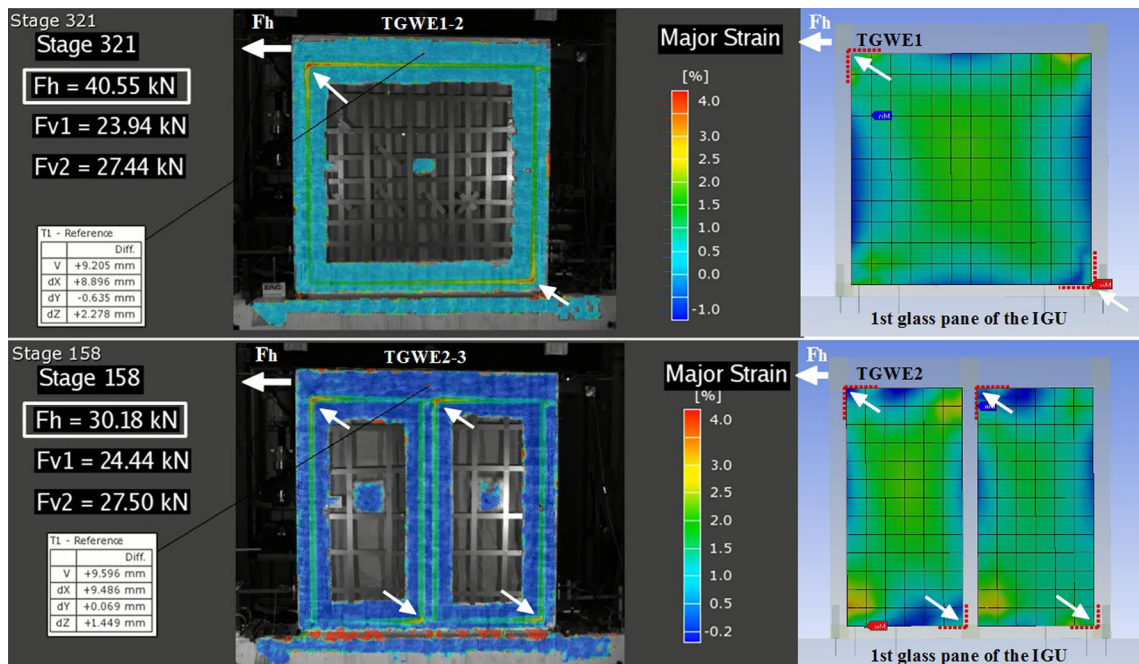 Stage 321
Stage 321
Fh = 40.55 kN
Fv1 = 23.94 kN
Fv2 = 27.44 kN
T1 - Reference
Diff.
V +9.205 mm
dX +8.896 mm
dY -0.635 mm
dZ +2.278 mm
Fh
TGWE1-2
ZAG
Major Strain
[%]
4.0
3.0
2.0
1.5
1.0
0.5
0.0
-1.0
Fh
TGWE1
1st glass pane of the IGU
Stage 158
Stage 158
Fh = 30.18 kN
Fv1 = 24.44 kN
Fv2 = 27.50 kN
T1 - Reference
Diff.
V +9.596 mm
dX +9.486 mm
dY +0.069 mm
dZ +1.449 mm
Fh
TGWE2-3
Major Strain
[%]
4.0
3.0
2.5
2.0
1.5
1.0
0.5
-0.2
Fh
TGWE2
1st glass pane of the IGU